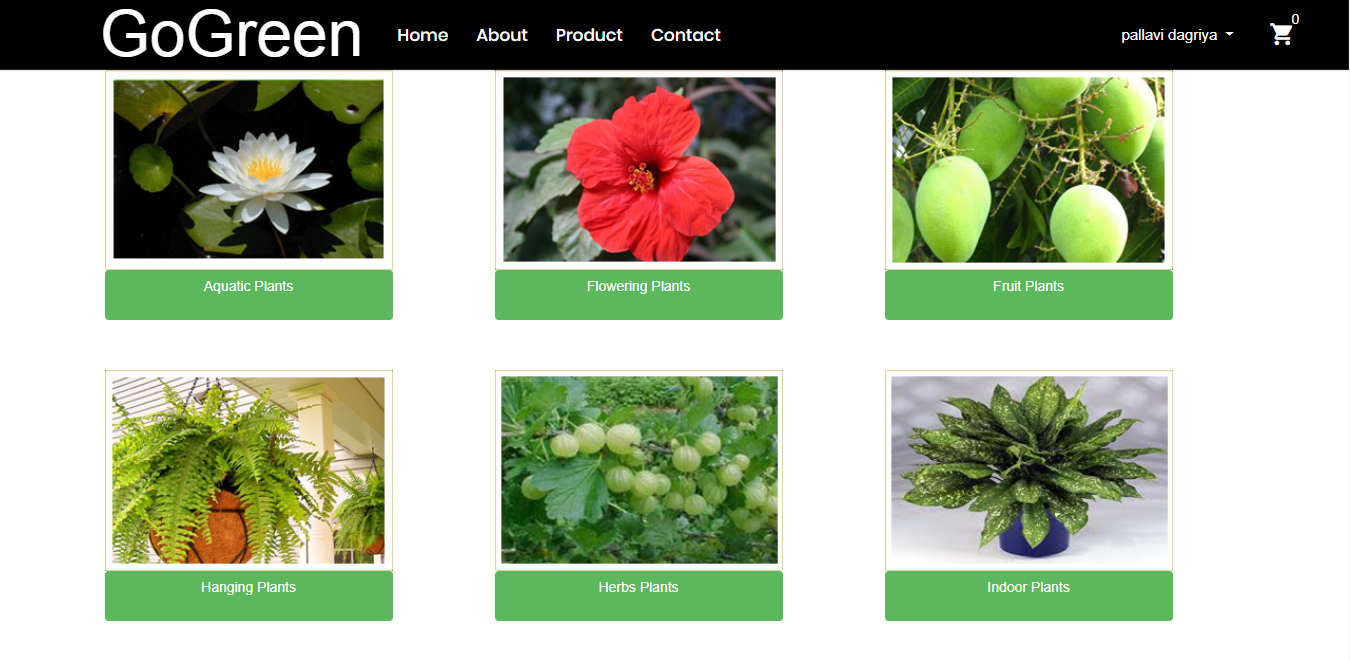 GoGreen Home About Product Contact pallavi dagriya 0
Aquatic Plants Flowering Plants Fruit Plants
Hanging Plants Herbs Plants Indoor Plants